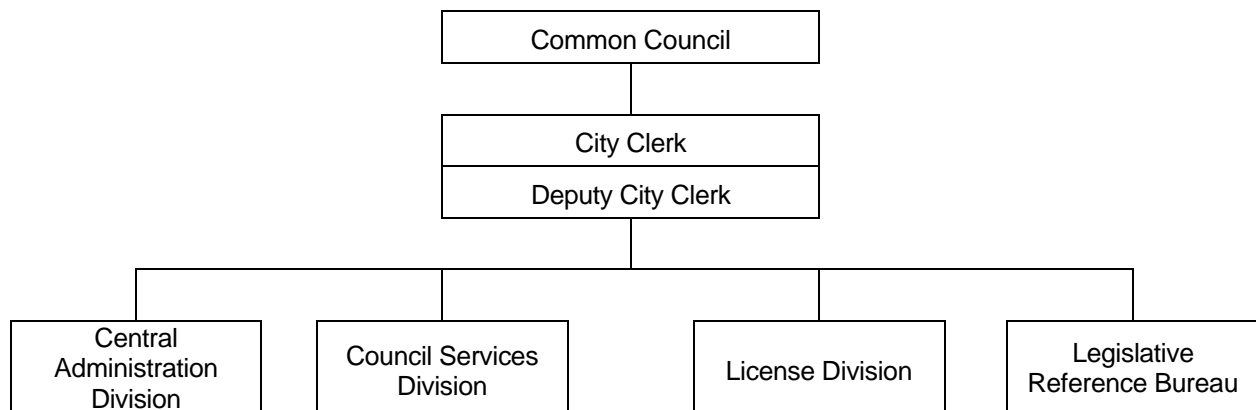 Common Council
City Clerk
Deputy City Clerk
Central
Administration
Division
Council Services
Division
License Division
Legislative
Reference Bureau